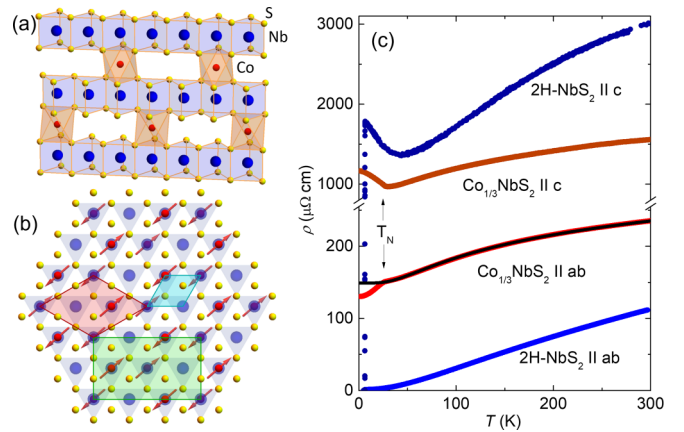 (a)
S
Nb
Co
(b)
(c)
3000
2000
1000
200
100
0
ρ (μΩ cm)
2H-NbS₂ II c
Co₁/₃NbS₂ II c
T_N
Co₁/₃NbS₂ II ab
2H-NbS₂ II ab
0
100
200
300
T (K)